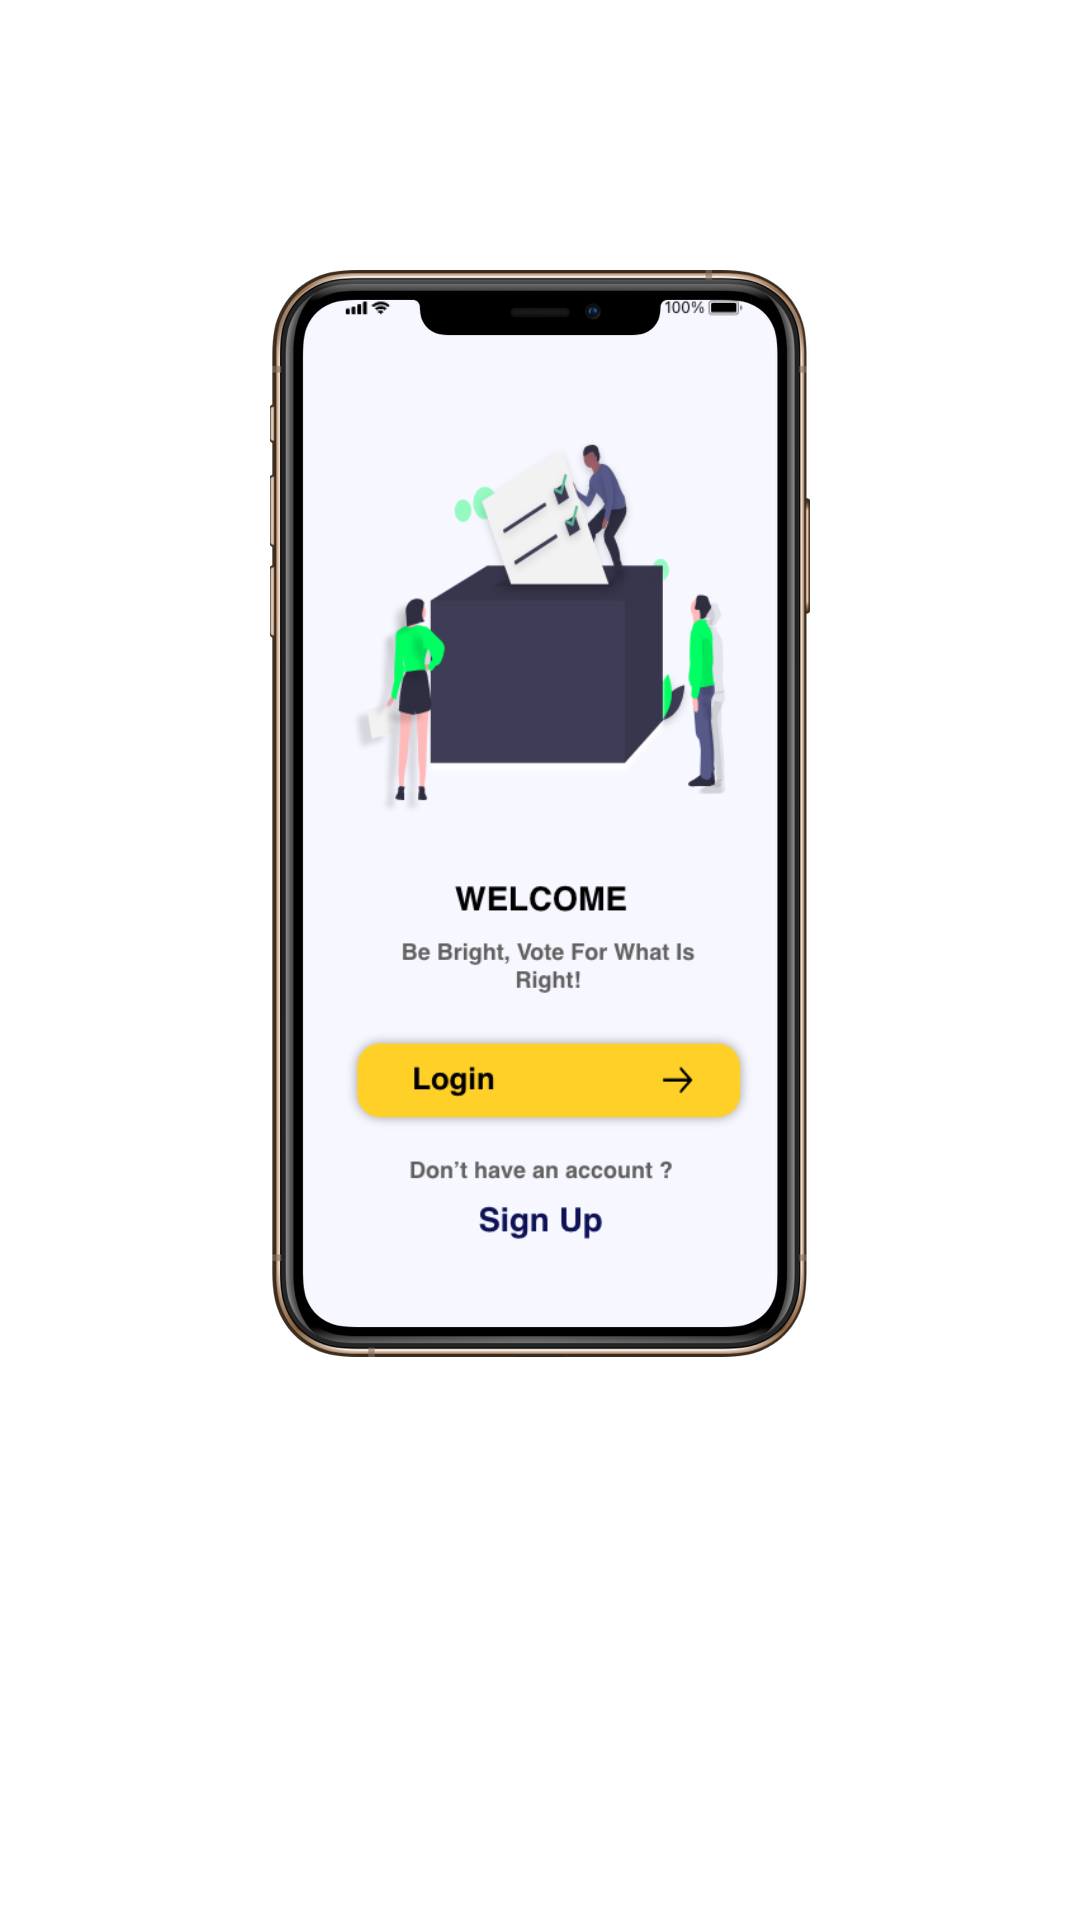 100%
WELCOME
Be Bright, Vote For What Is
Right!
Login
Don’t have an account ?
Sign Up